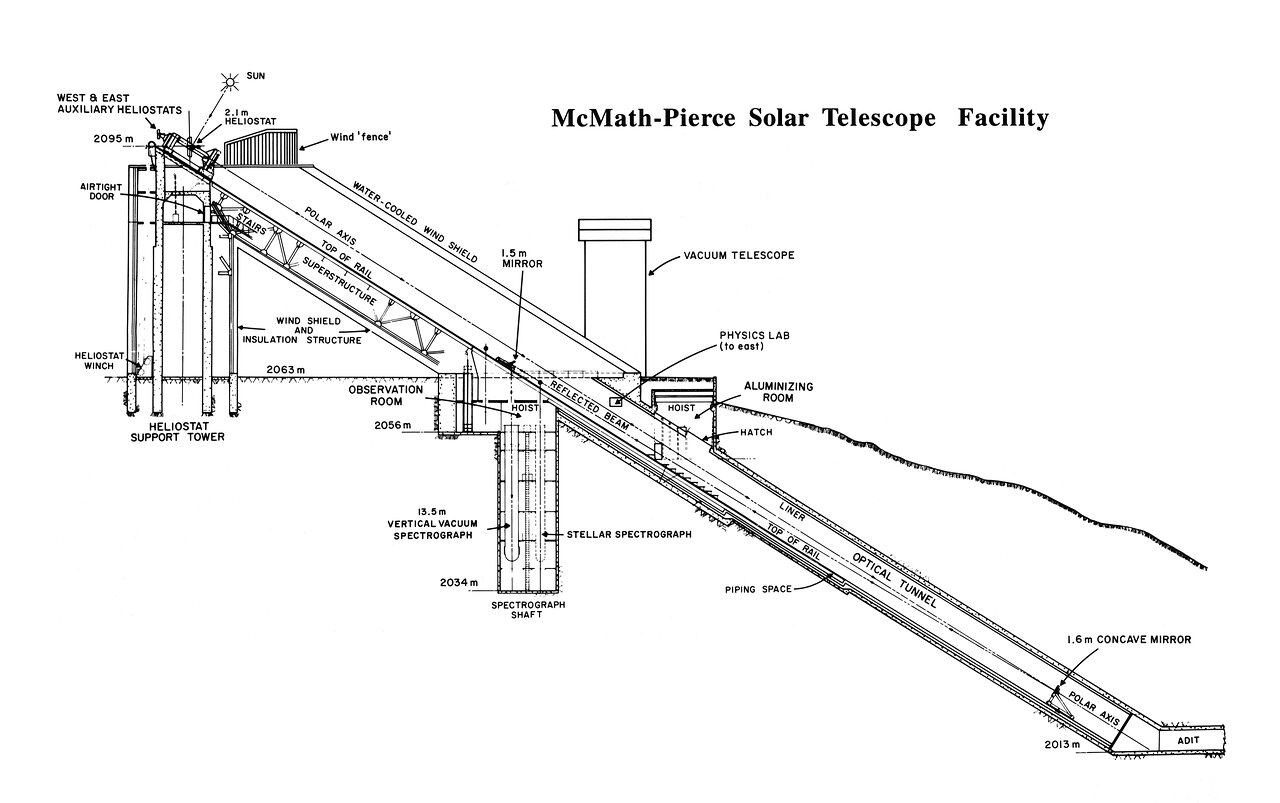 McMath-Pierce Solar Telescope Facility
SUN
WEST & EAST
AUXILIARY HELIOSTATS
2.1 m
HELIOSTAT
2095 m
Wind 'fence'
AIRTIGHT
DOOR
WATER-COOLED WIND SHIELD
POLAR AXIS
STAIRS
TOP OF RAIL
SUPERSTRUCTURE
1.5 m
MIRROR
VACUUM TELESCOPE
WIND SHIELD
AND
INSULATION STRUCTURE
PHYSICS LAB
(to east)
HELIOSTAT
WINCH
2063 m
OBSERVATION
ROOM
HOIST
REFLECTED BEAM
HOIST
ALUMINIZING
ROOM
HATCH
HELIOSTAT
SUPPORT TOWER
2056 m
13.5 m
VERTICAL VACUUM
SPECTROGRAPH
STELLAR SPECTROGRAPH
LINER
TOP OF RAIL
OPTICAL TUNNEL
2034 m
PIPING SPACE
SPECTROGRAPH
SHAFT
1.6 m CONCAVE MIRROR
POLAR AXIS
2013 m
ADIT